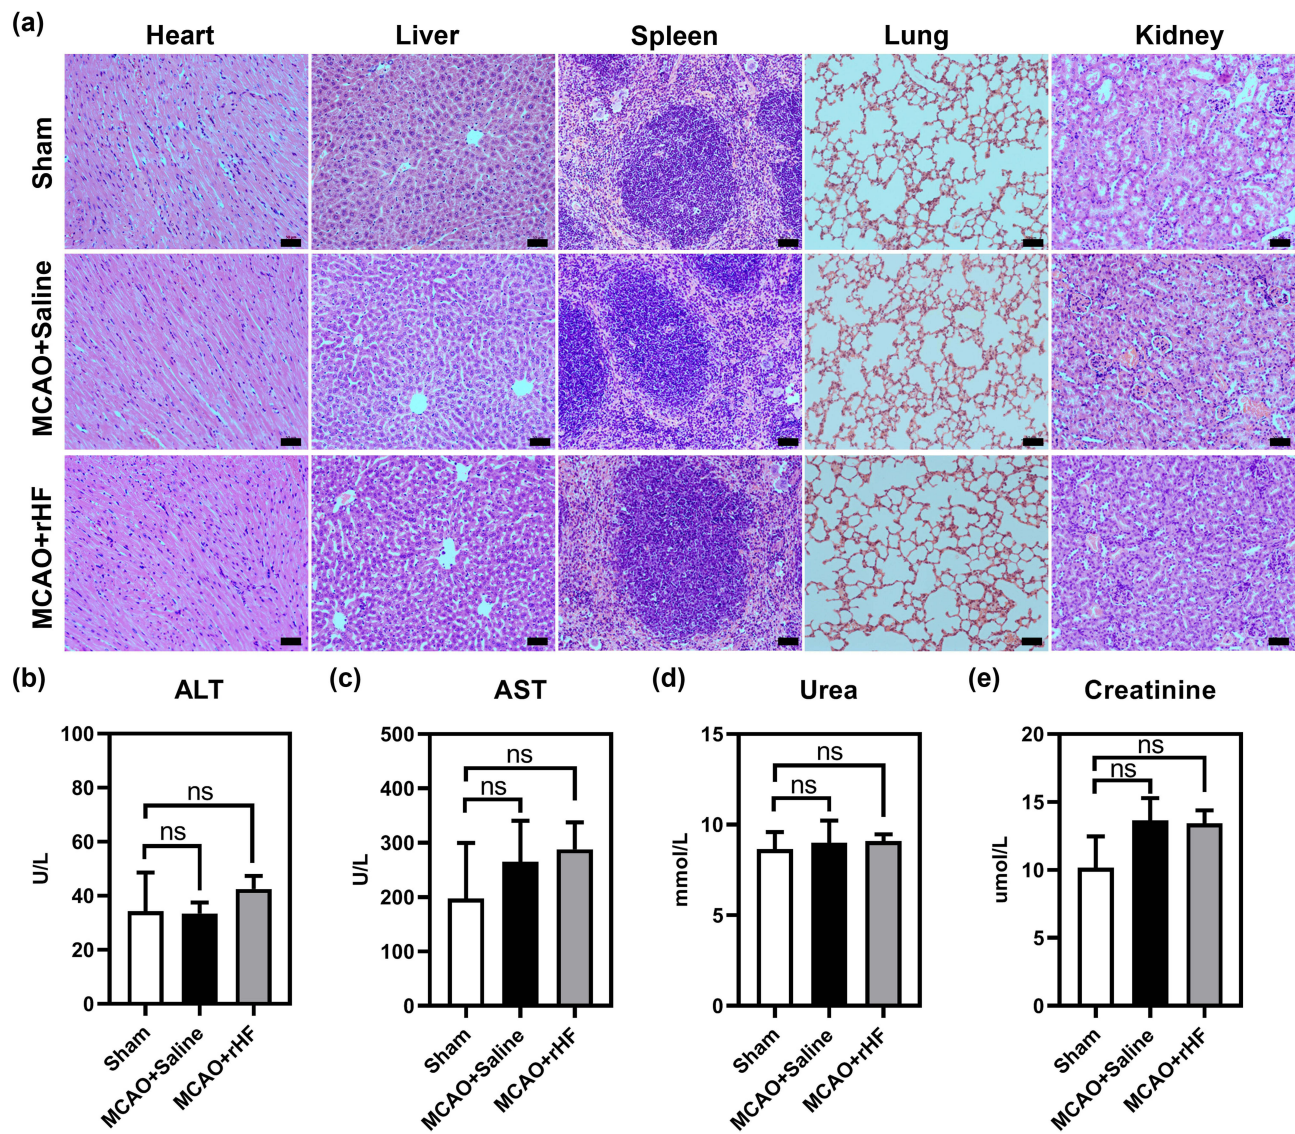 (a)
Heart Liver Spleen Lung Kidney
Sham
MCAO+Saline
MCAO+rHF
(b) ALT
100
80
60
40
20
0
U/L
ns
ns
Sham
MCAO+Saline
MCAO+rHF
(c) AST
500
400
300
200
100
0
U/L
ns
ns
Sham
MCAO+Saline
MCAO+rHF
(d) Urea
15
10
5
0
mmol/L
ns
ns
Sham
MCAO+Saline
MCAO+rHF
(e) Creatinine
20
15
10
5
0
umol/L
ns
ns
Sham
MCAO+Saline
MCAO+rHF